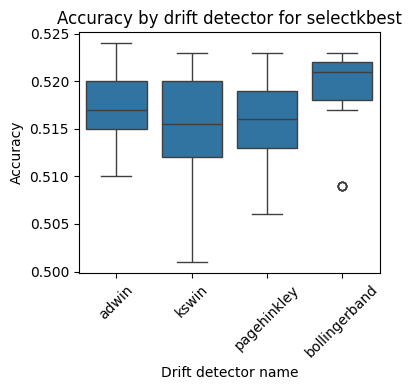 Accuracy by drift detector for selectkbest
Accuracy
0.525
0.520
0.515
0.510
0.505
0.500
adwin
kswin
pagehinkley
bollingerband
Drift detector name